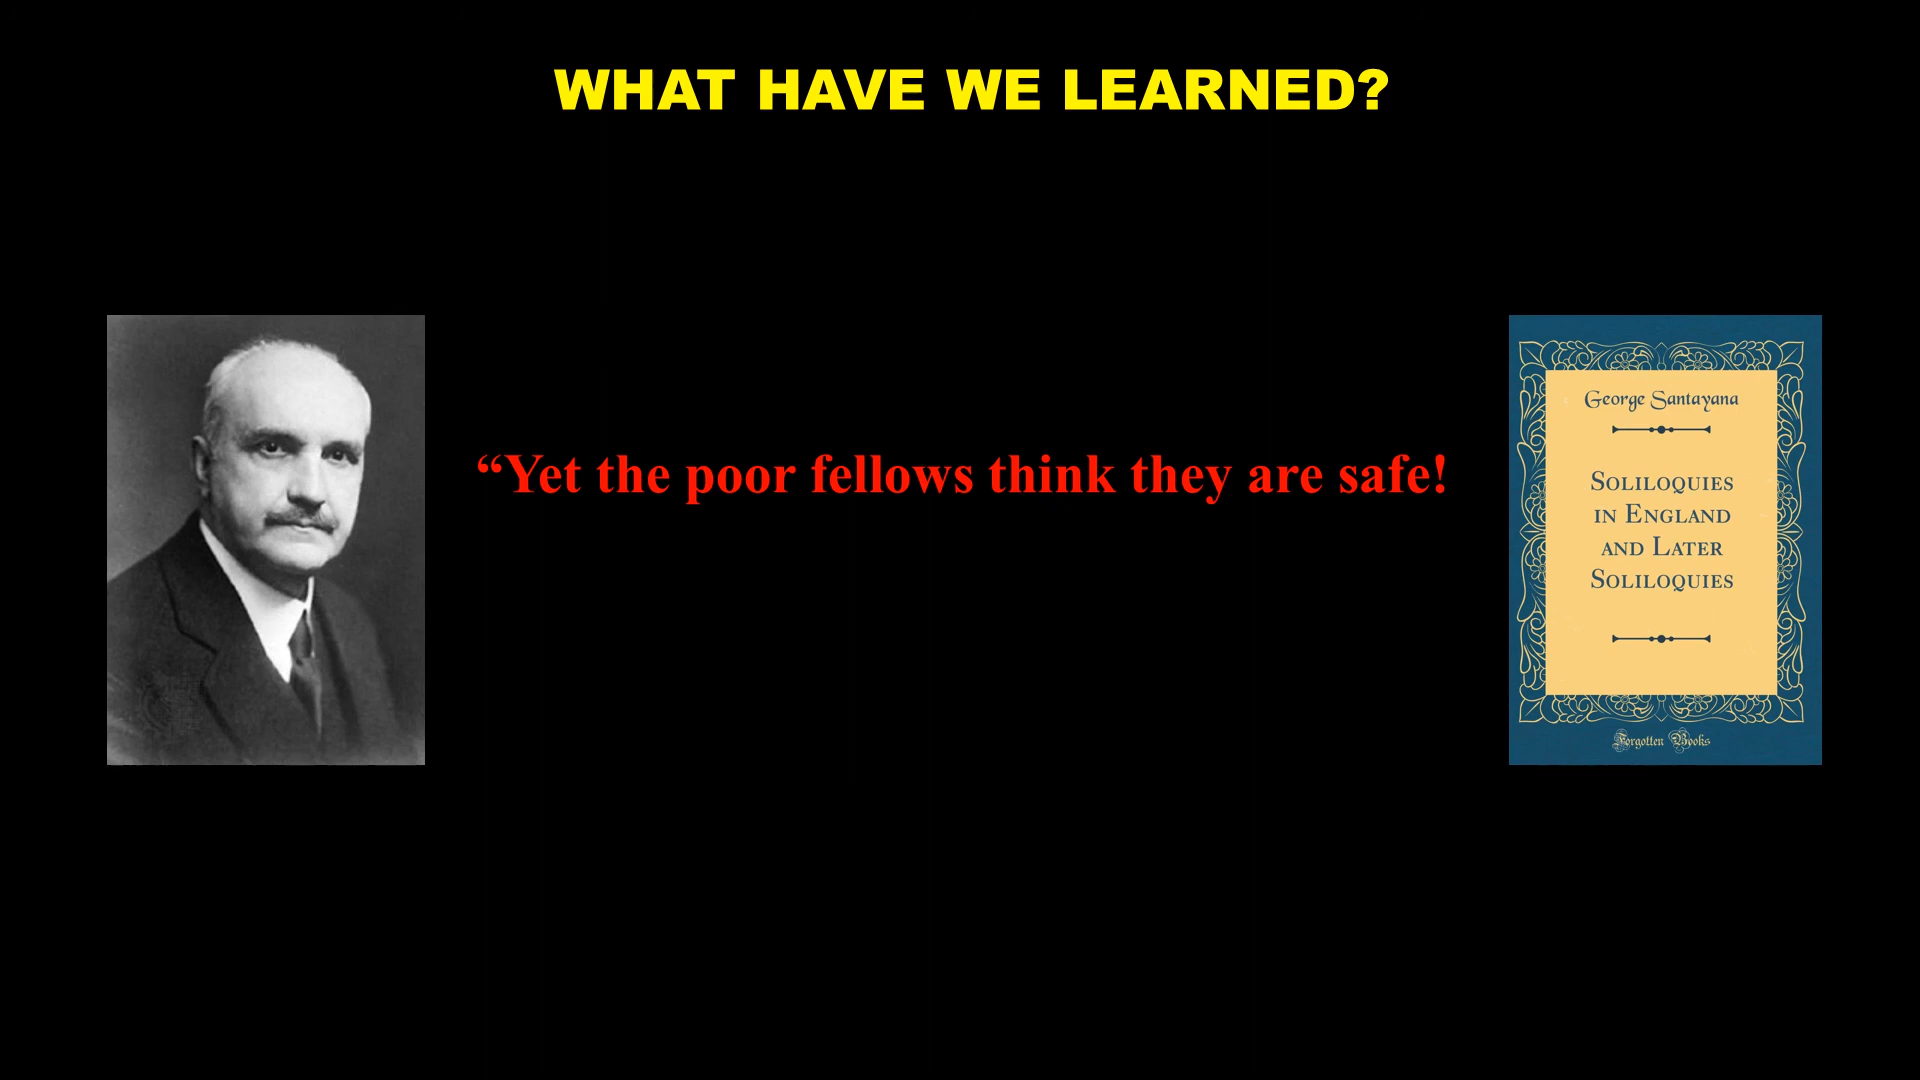 WHAT HAVE WE LEARNED?
“Yet the poor fellows think they are safe!
George Santayana
Soliloquies
in England
and Later
Soliloquies
Forgotten Books